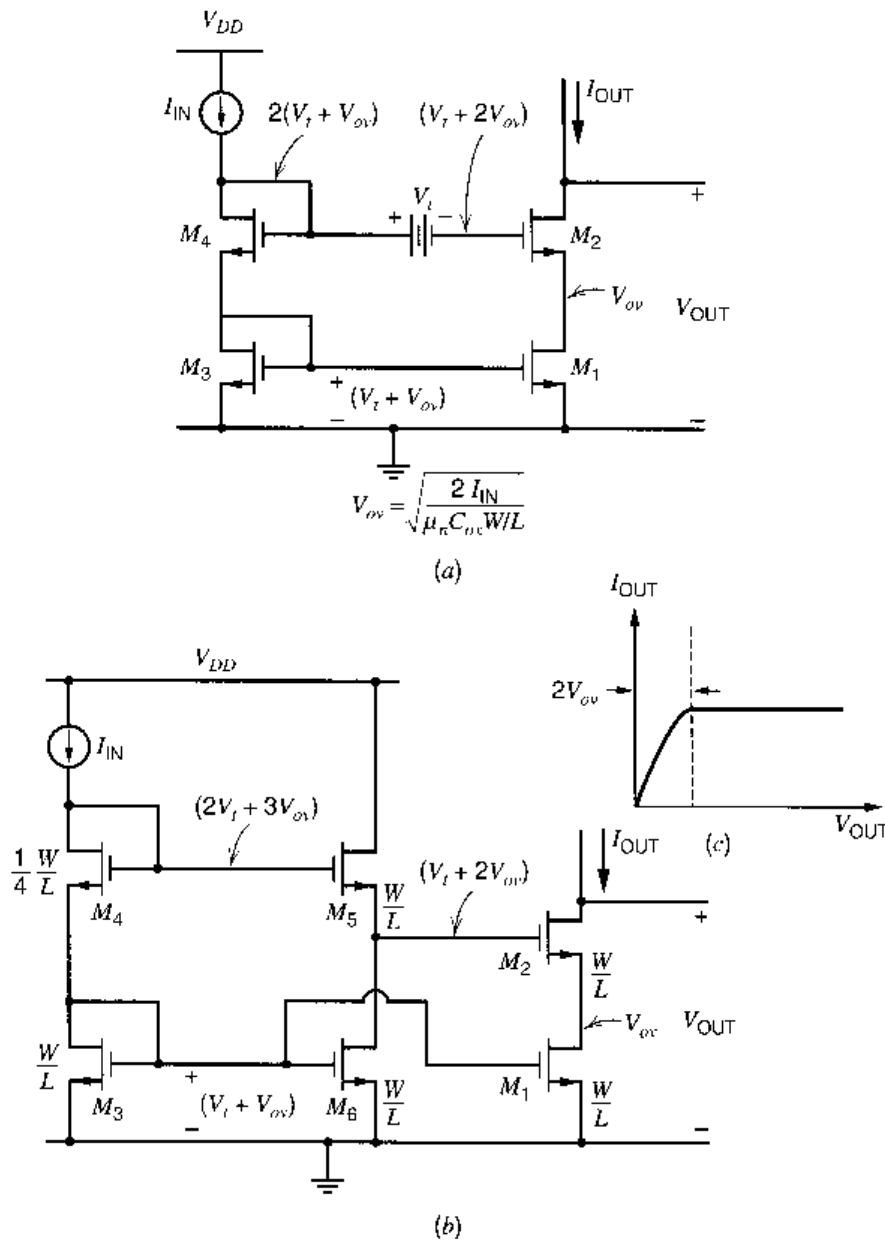 V_DD
I_IN
2(V_t + V_ov)
(V_t + 2V_ov)
I_OUT
+
+ V_t −
M_4
M_2
V_ov
V_OUT
M_3
M_1
+
(V_t + V_ov)
−
−
V_ov = √(2 I_IN / μ_n C_ox W/L)
(a)
I_OUT
2V_ov
V_OUT
(c)
V_DD
I_IN
(2V_t + 3V_ov)
I_OUT
1/4 W/L
M_4
M_5
W/L
(V_t + 2V_ov)
+
M_2
W/L
V_ov
V_OUT
W/L
M_3
+
(V_t + V_ov)
−
M_6
W/L
M_1
W/L
−
(b)